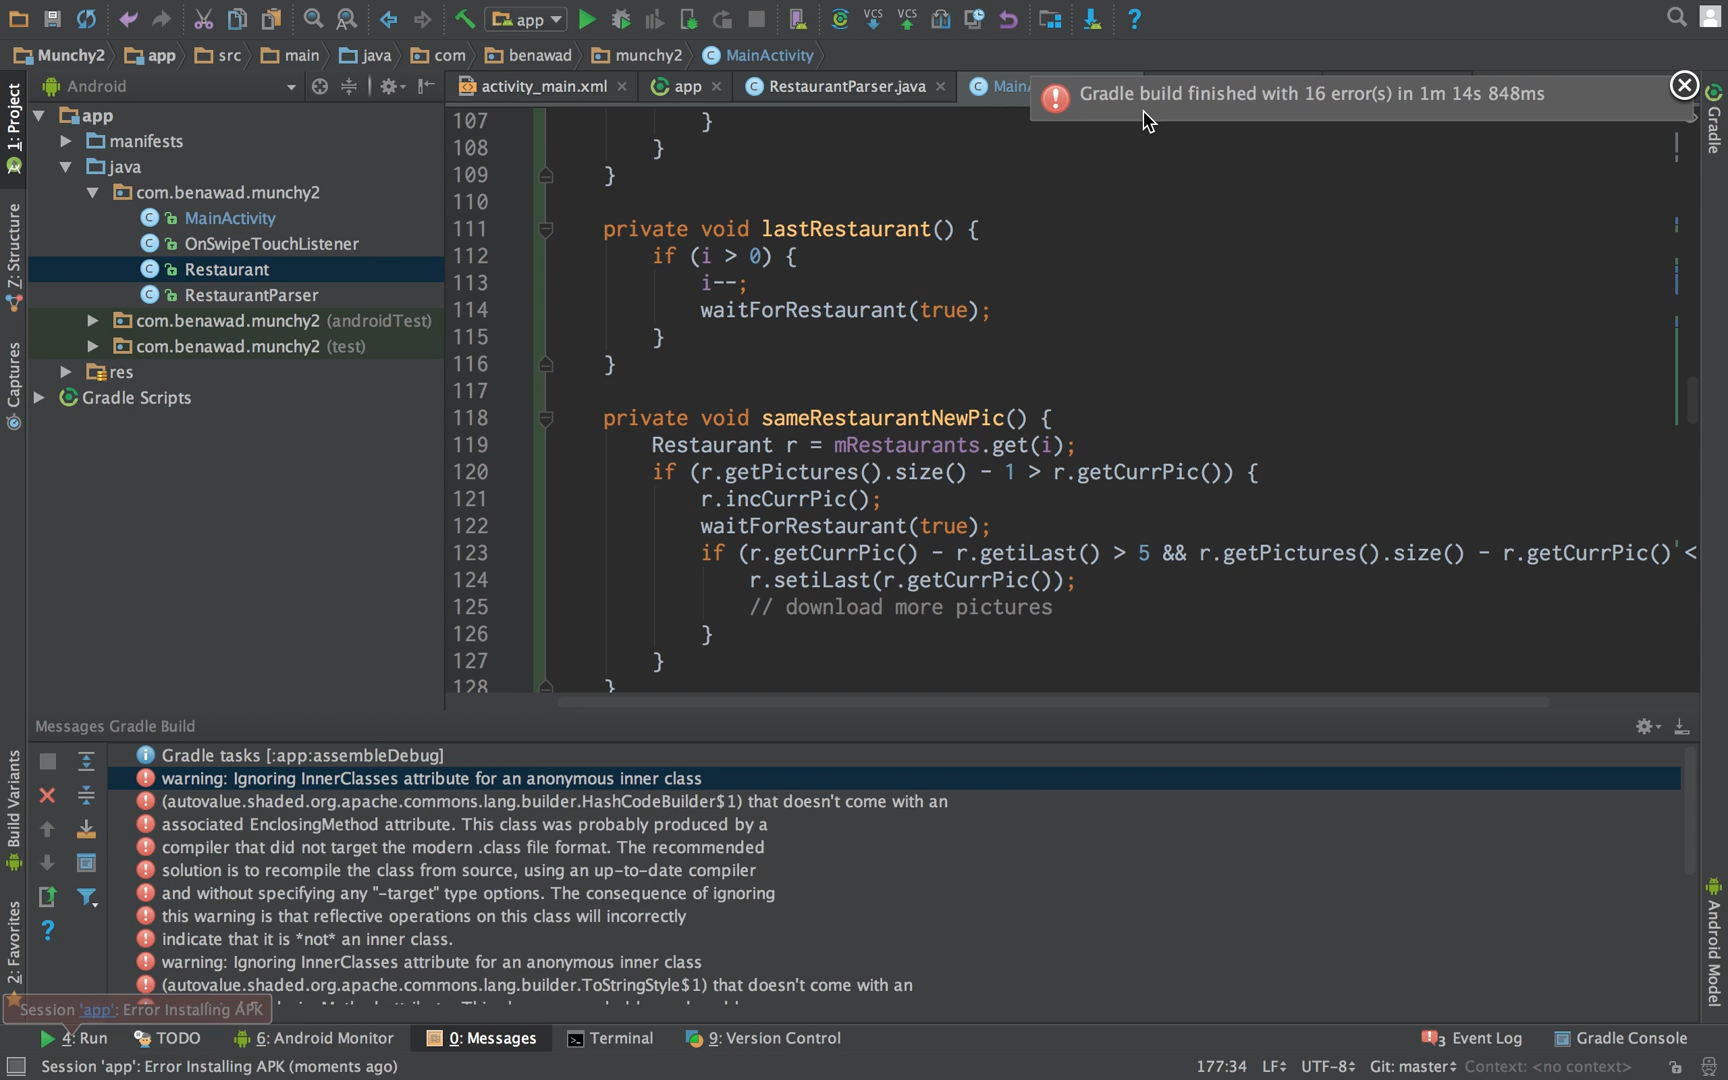 app
Munchy2
app
src
main
java
com
benawad
munchy2
MainActivity
Android
activity_main.xml
app
RestaurantParser.java
Gradle build finished with 16 error(s) in 1m 14s 848ms
1: Project
Z: Structure
Captures
Build Variants
2: Favorites
Gradle
Android Model
app
manifests
java
com.benawad.munchy2
MainActivity
OnSwipeTouchListener
Restaurant
RestaurantParser
com.benawad.munchy2 (androidTest)
com.benawad.munchy2 (test)
res
Gradle Scripts
107 }
108 }
109 }
110
111 private void lastRestaurant() {
112 if (i > 0) {
113 i--;
114 waitForRestaurant(true);
115 }
116 }
117
118 private void sameRestaurantNewPic() {
119 Restaurant r = mRestaurants.get(i);
120 if (r.getPictures().size() - 1 > r.getCurrPic()) {
121 r.incCurrPic();
122 waitForRestaurant(true);
123 if (r.getCurrPic() - r.getiLast() > 5 && r.getPictures().size() - r.getCurrPic() <
124 r.setiLast(r.getCurrPic());
125 // download more pictures
126 }
127 }
128 }
Messages Gradle Build
Gradle tasks [:app:assembleDebug]
warning: Ignoring InnerClasses attribute for an anonymous inner class
(autovalue.shaded.org.apache.commons.lang.builder.HashCodeBuilder$1) that doesn't come with an
associated EnclosingMethod attribute. This class was probably produced by a
compiler that did not target the modern .class file format. The recommended
solution is to recompile the class from source, using an up-to-date compiler
and without specifying any "-target" type options. The consequence of ignoring
this warning is that reflective operations on this class will incorrectly
indicate that it is *not* an inner class.
warning: Ignoring InnerClasses attribute for an anonymous inner class
(autovalue.shaded.org.apache.commons.lang.builder.ToStringStyle$1) that doesn't come with an
Session 'app': Error Installing APK
4: Run
TODO
6: Android Monitor
0: Messages
Terminal
9: Version Control
3 Event Log
Gradle Console
Session 'app': Error Installing APK (moments ago)
177:34 LF UTF-8 Git: master Context: <no context>